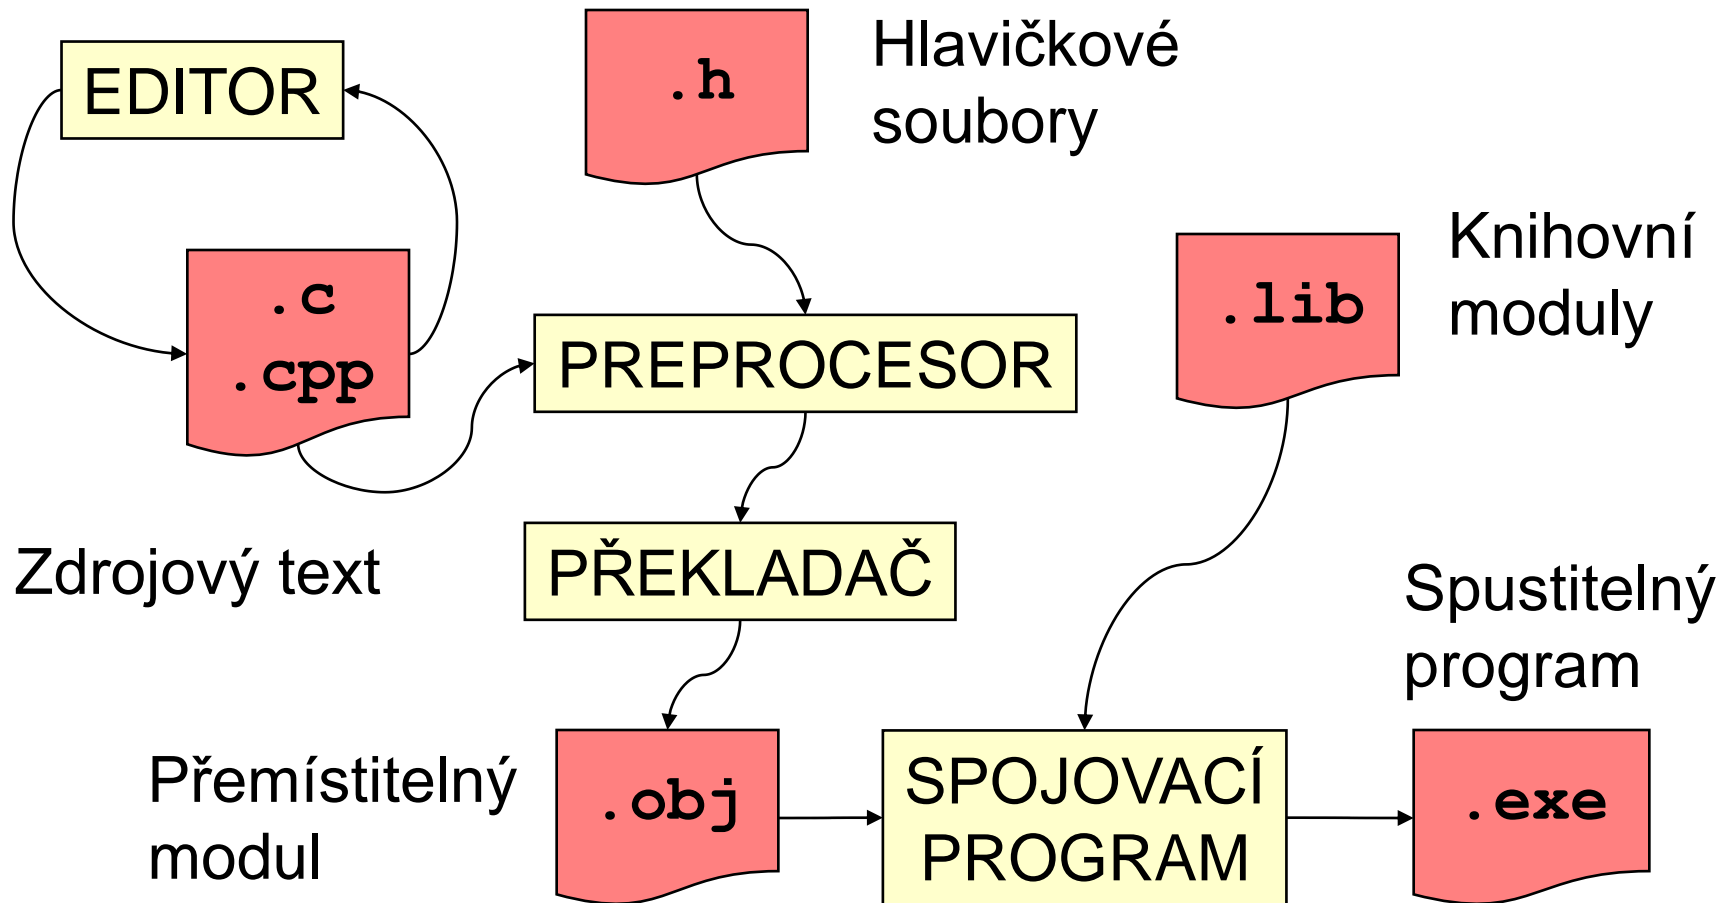 EDITOR
.h
Hlavičkové
soubory
.c
.cpp
PREPROCESOR
.lib
Knihovní
moduly
Zdrojový text
PŘEKLADAČ
Spustitelný
program
Přemístitelný
modul
.obj
SPOJOVACÍ
PROGRAM
.exe